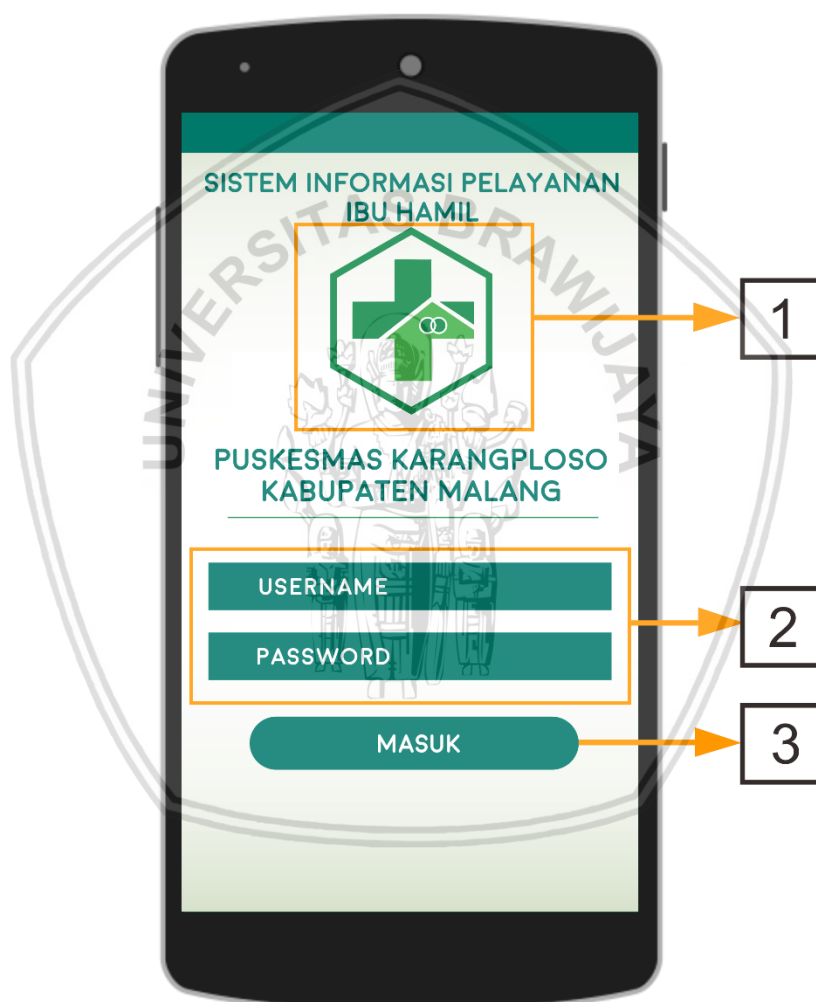 SISTEM INFORMASI PELAYANAN
IBU HAMIL
UNIVERSITAS BRAWIJAYA
1
PUSKESMAS KARANGPLOSO
KABUPATEN MALANG
USERNAME
PASSWORD
2
MASUK
3